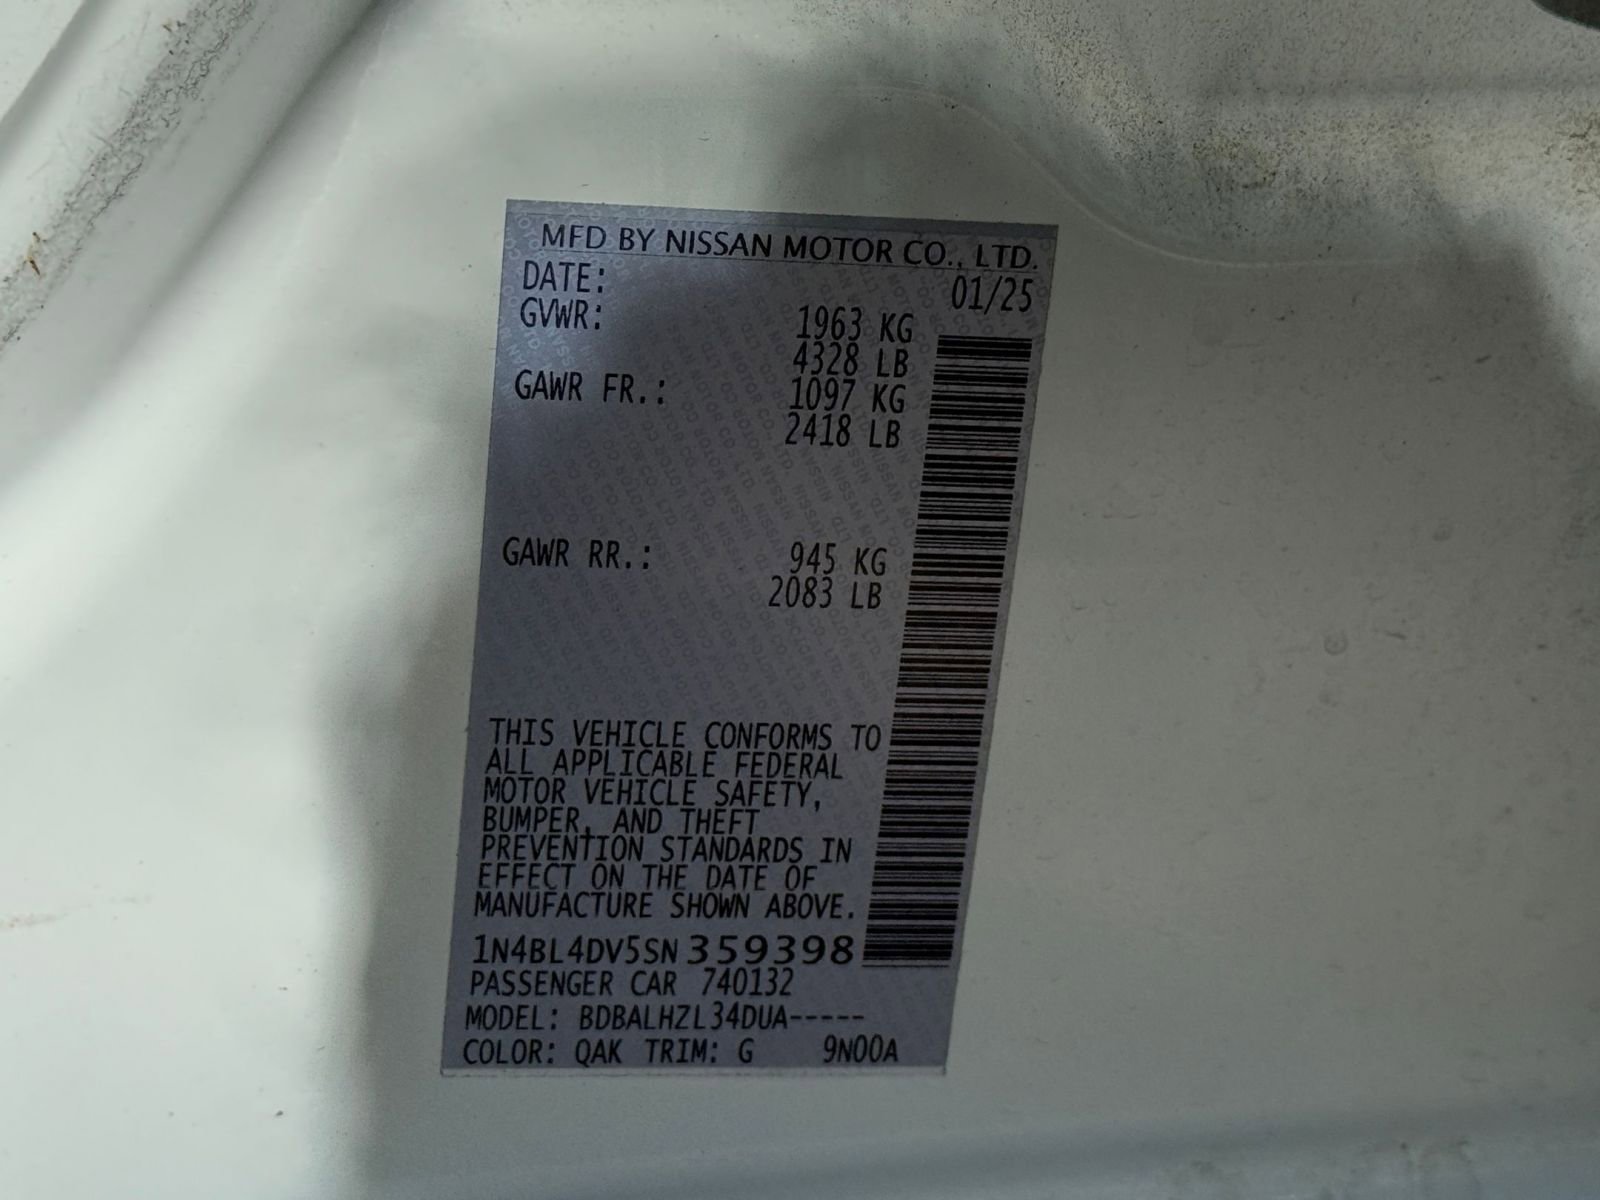 MFD BY NISSAN MOTOR CO., LTD.
DATE: 01/25
GVWR: 1963 KG
4328 LB
GAWR FR.: 1097 KG
2418 LB
GAWR RR.: 945 KG
2083 LB
THIS VEHICLE CONFORMS TO
ALL APPLICABLE FEDERAL
MOTOR VEHICLE SAFETY,
BUMPER, AND THEFT
PREVENTION STANDARDS IN
EFFECT ON THE DATE OF
MANUFACTURE SHOWN ABOVE.
1N4BL4DV5SN359398
PASSENGER CAR 740132
MODEL: BDBALHZL34DUA-----
COLOR: QAK TRIM: G 9N00A